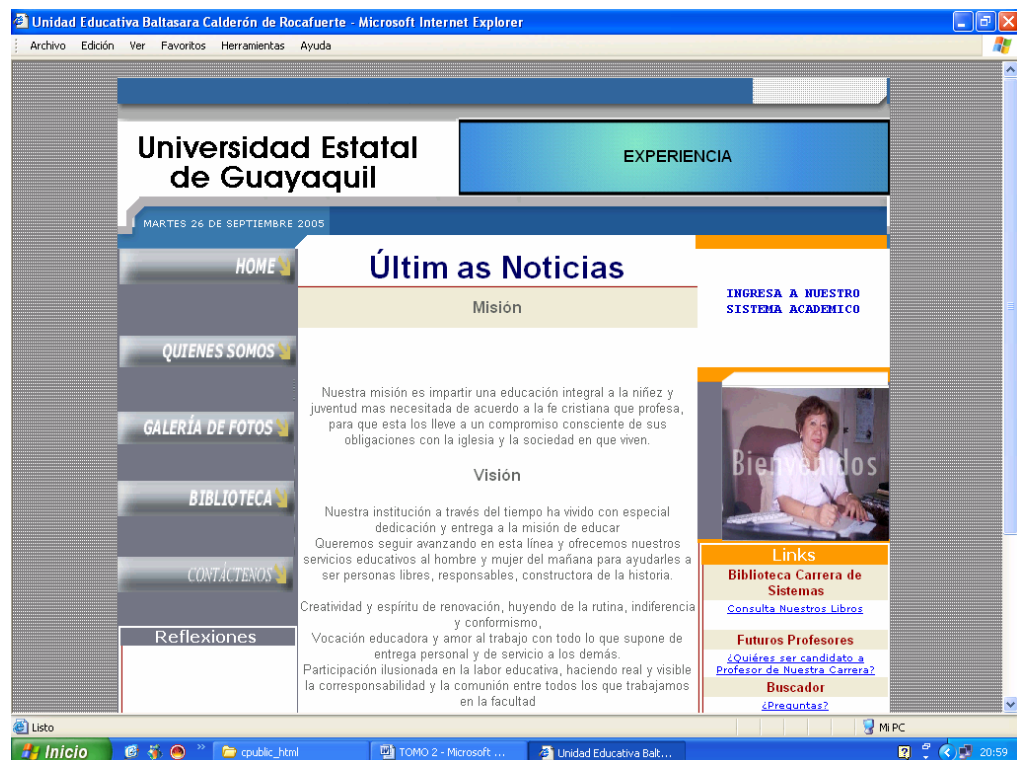 Unidad Educativa Baltasara Calderón de Rocafuerte - Microsoft Internet Explorer
Archivo Edición Ver Favoritos Herramientas Ayuda
Universidad Estatal
de Guayaquil
EXPERIENCIA
MARTES 26 DE SEPTIEMBRE 2005
HOME
QUIENES SOMOS
GALERÍA DE FOTOS
BIBLIOTECA
CONTÁCTENOS
Reflexiones
Últim as Noticias
Misión
Nuestra misión es impartir una educación integral a la niñez y
juventud mas necesitada de acuerdo a la fe cristiana que profesa,
para que esta los lleve a un compromiso consciente de sus
obligaciones con la iglesia y la sociedad en que viven.
Visión
Nuestra institución a través del tiempo ha vivido con especial
dedicación y entrega a la misión de educar
Queremos seguir avanzando en esta línea y ofrecemos nuestros
servicios educativos al hombre y mujer del mañana para ayudarles a
ser personas libres, responsables, constructora de la historia.
Creatividad y espíritu de renovación, huyendo de la rutina, indiferencia
y conformismo,
Vocación educadora y amor al trabajo con todo lo que supone de
entrega personal y de servicio a los demás.
Participación ilusionada en la labor educativa, haciendo real y visible
la corresponsabilidad y la comunión entre todos los que trabajamos
en la facultad
INGRESA A NUESTRO
SISTEMA ACADEMICO
Bienvenidos
Links
Biblioteca Carrera de
Sistemas
Consulta Nuestros Libros
Futuros Profesores
¿Quiéres ser candidato a
Profesor de Nuestra Carrera?
Buscador
¿Preguntas?
Listo
Mi PC
Inicio
cpublic_html
TOMO 2 - Microsoft ...
Unidad Educativa Balt...
20:59